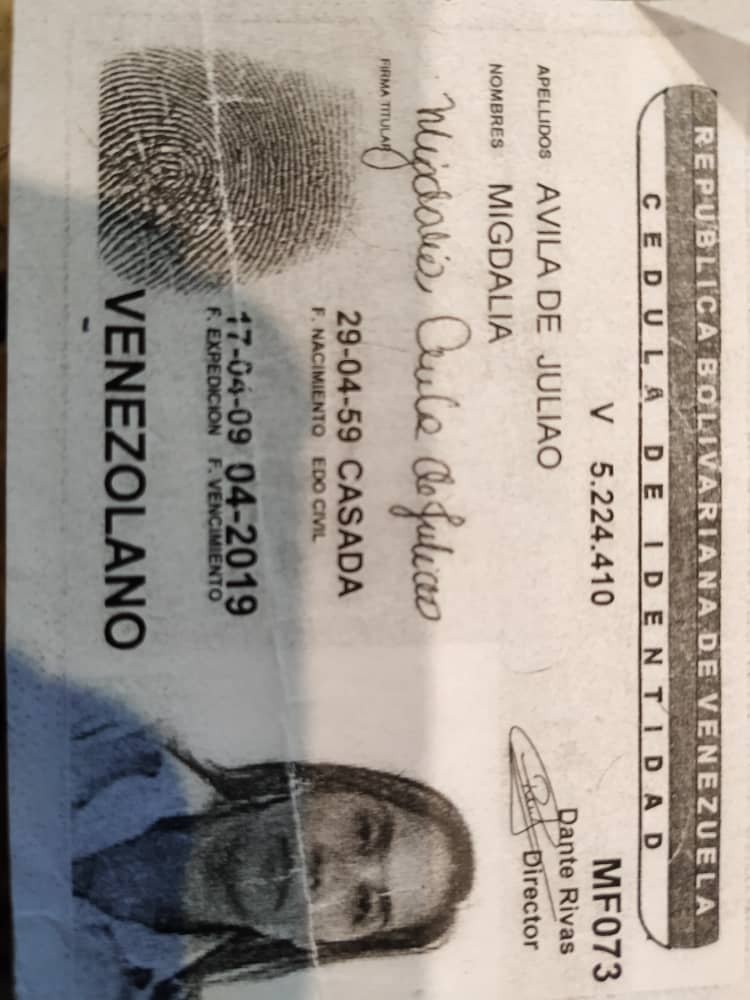 REPUBLICA BOLIVARIANA DE VENEZUELA
CEDULA DE IDENTIDAD
V 5.224.410
MF073
Dante Rivas
Director
APELLIDOS AVILA DE JULIAO
NOMBRES MIGDALIA
Migdalia Avila de Juliao
FIRMA TITULAR
29-04-59 CASADA
F. NACIMIENTO EDO CIVIL
17-04-09 04-2019
F. EXPEDICION F. VENCIMIENTO
VENEZOLANO